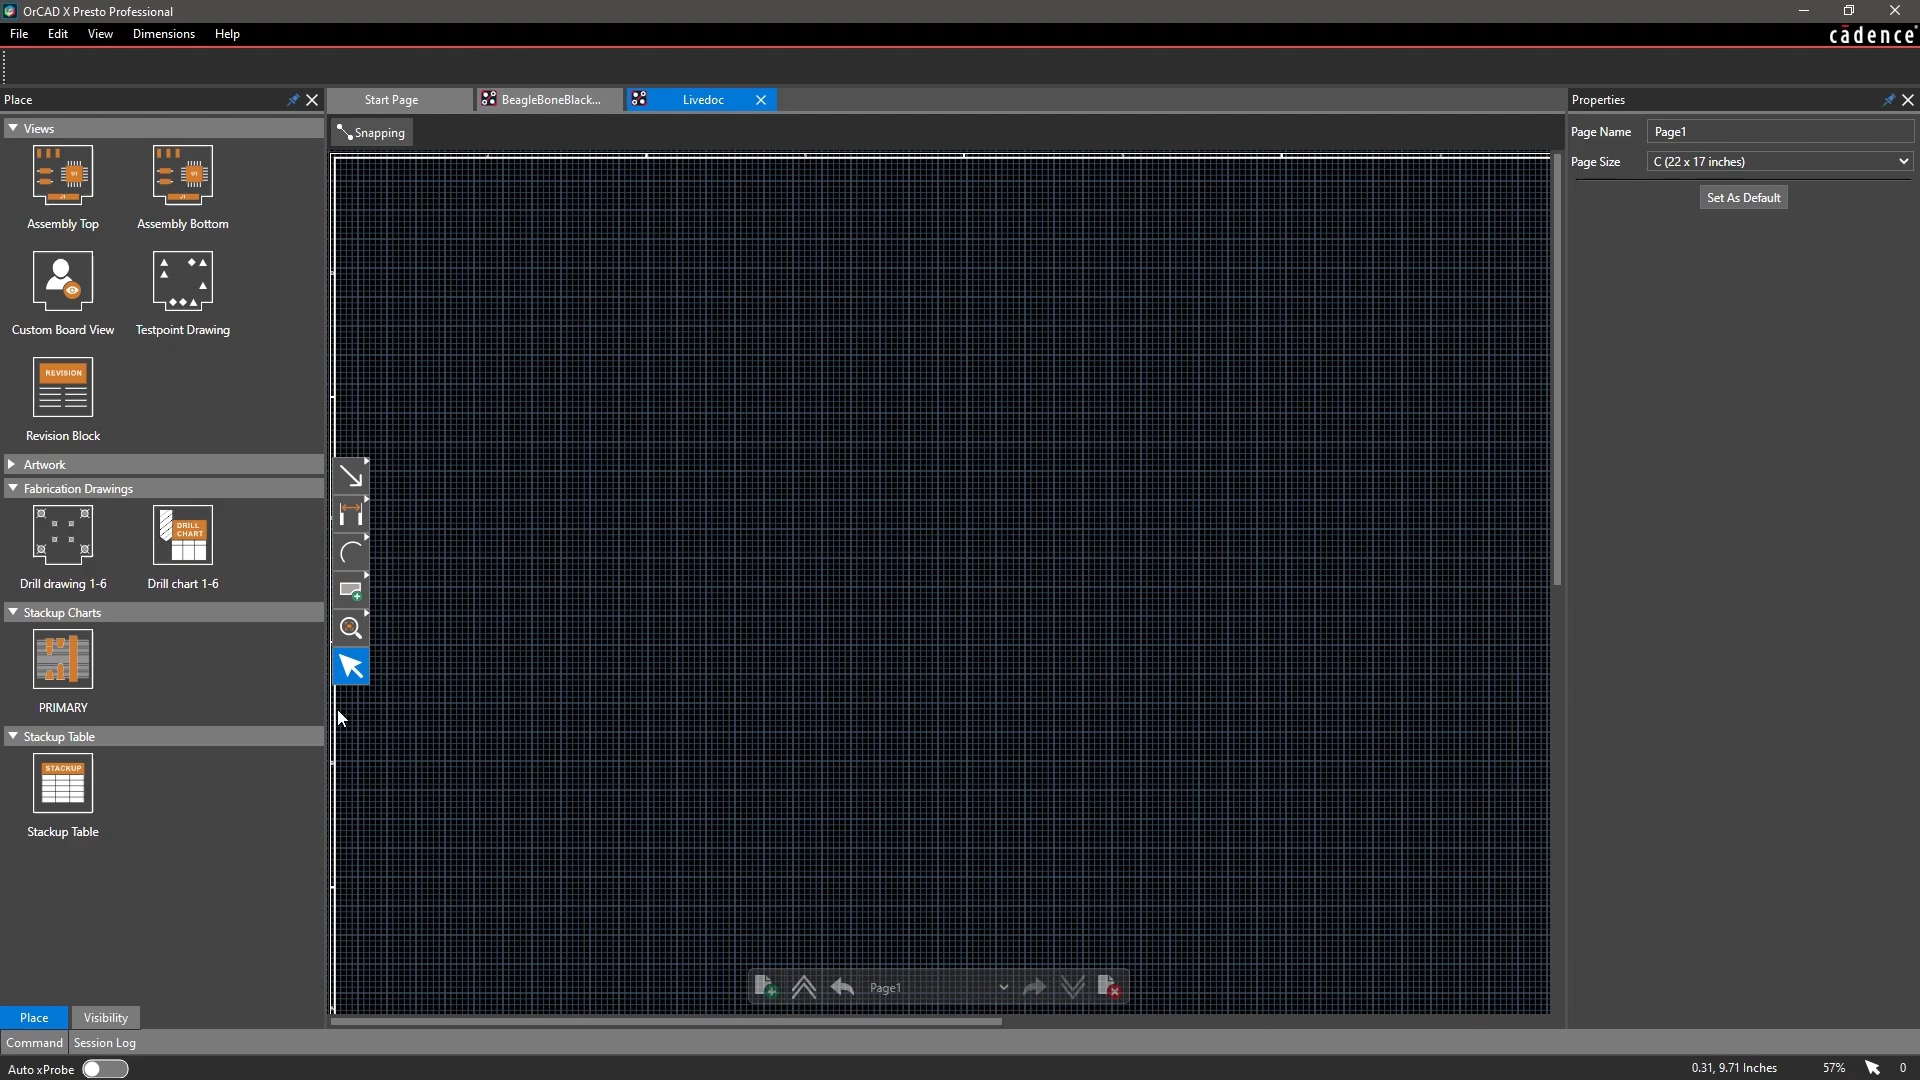 OrCAD X Presto Professional
File Edit View Dimensions Help
cādence
Place
Start Page
BeagleBoneBlack...
Livedoc
Properties
Snapping
Page Name Page1
Page Size C (22 x 17 inches)
Set As Default
Views
Assembly Top
Assembly Bottom
Custom Board View
Testpoint Drawing
REVISION
Revision Block
Artwork
Fabrication Drawings
DRILL
CHART
Drill drawing 1-6
Drill chart 1-6
Stackup Charts
PRIMARY
Stackup Table
STACKUP
Stackup Table
Page1
Place Visibility
Command Session Log
Auto xProbe
0.31, 9.71 Inches 57% 0